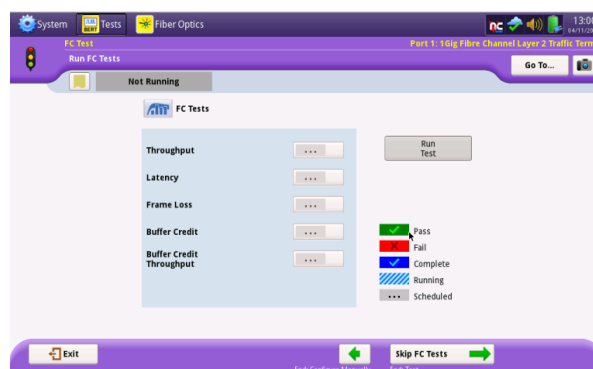 System
Tests
Fiber Optics
13:00
FC Test
Port 1: 1Gig Fibre Channel Layer 2 Traffic Term
Run FC Tests
Go To...
Not Running
FC Tests
Throughput
...
Run
Test
Latency
...
Frame Loss
...
Buffer Credit
...
Pass
Buffer Credit
Throughput
...
Fail
Complete
Running
... Scheduled
Exit
Skip FC Tests